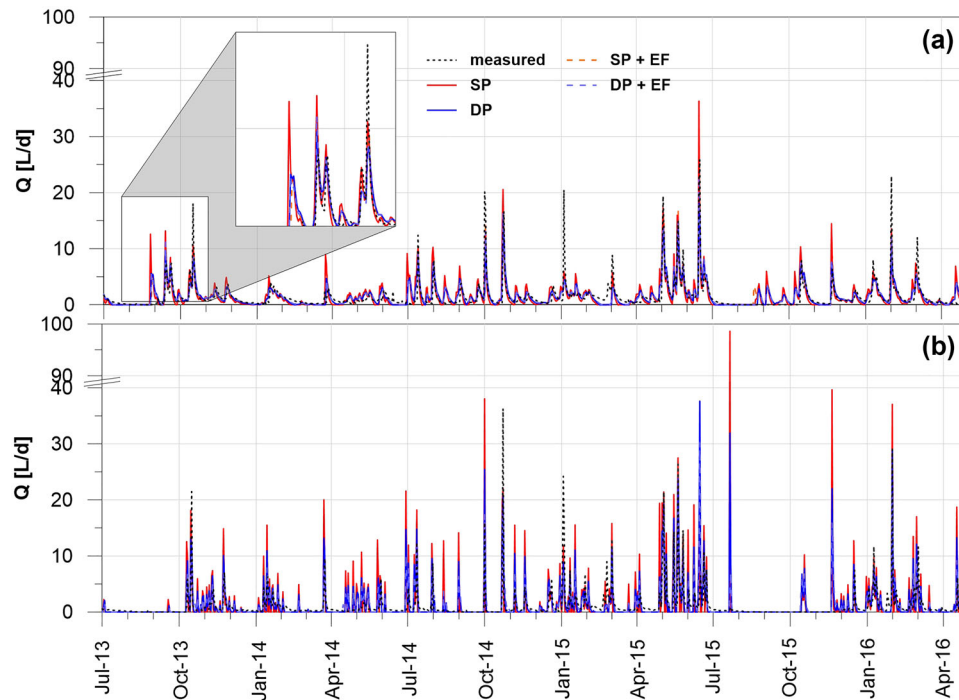 100
(a)
measured
SP + EF
SP
DP + EF
DP
90
40
Q [L/d]
30
20
10
0
100
(b)
90
40
Q [L/d]
30
20
10
0
Jul-13
Oct-13
Jan-14
Apr-14
Jul-14
Oct-14
Jan-15
Apr-15
Jul-15
Oct-15
Jan-16
Apr-16